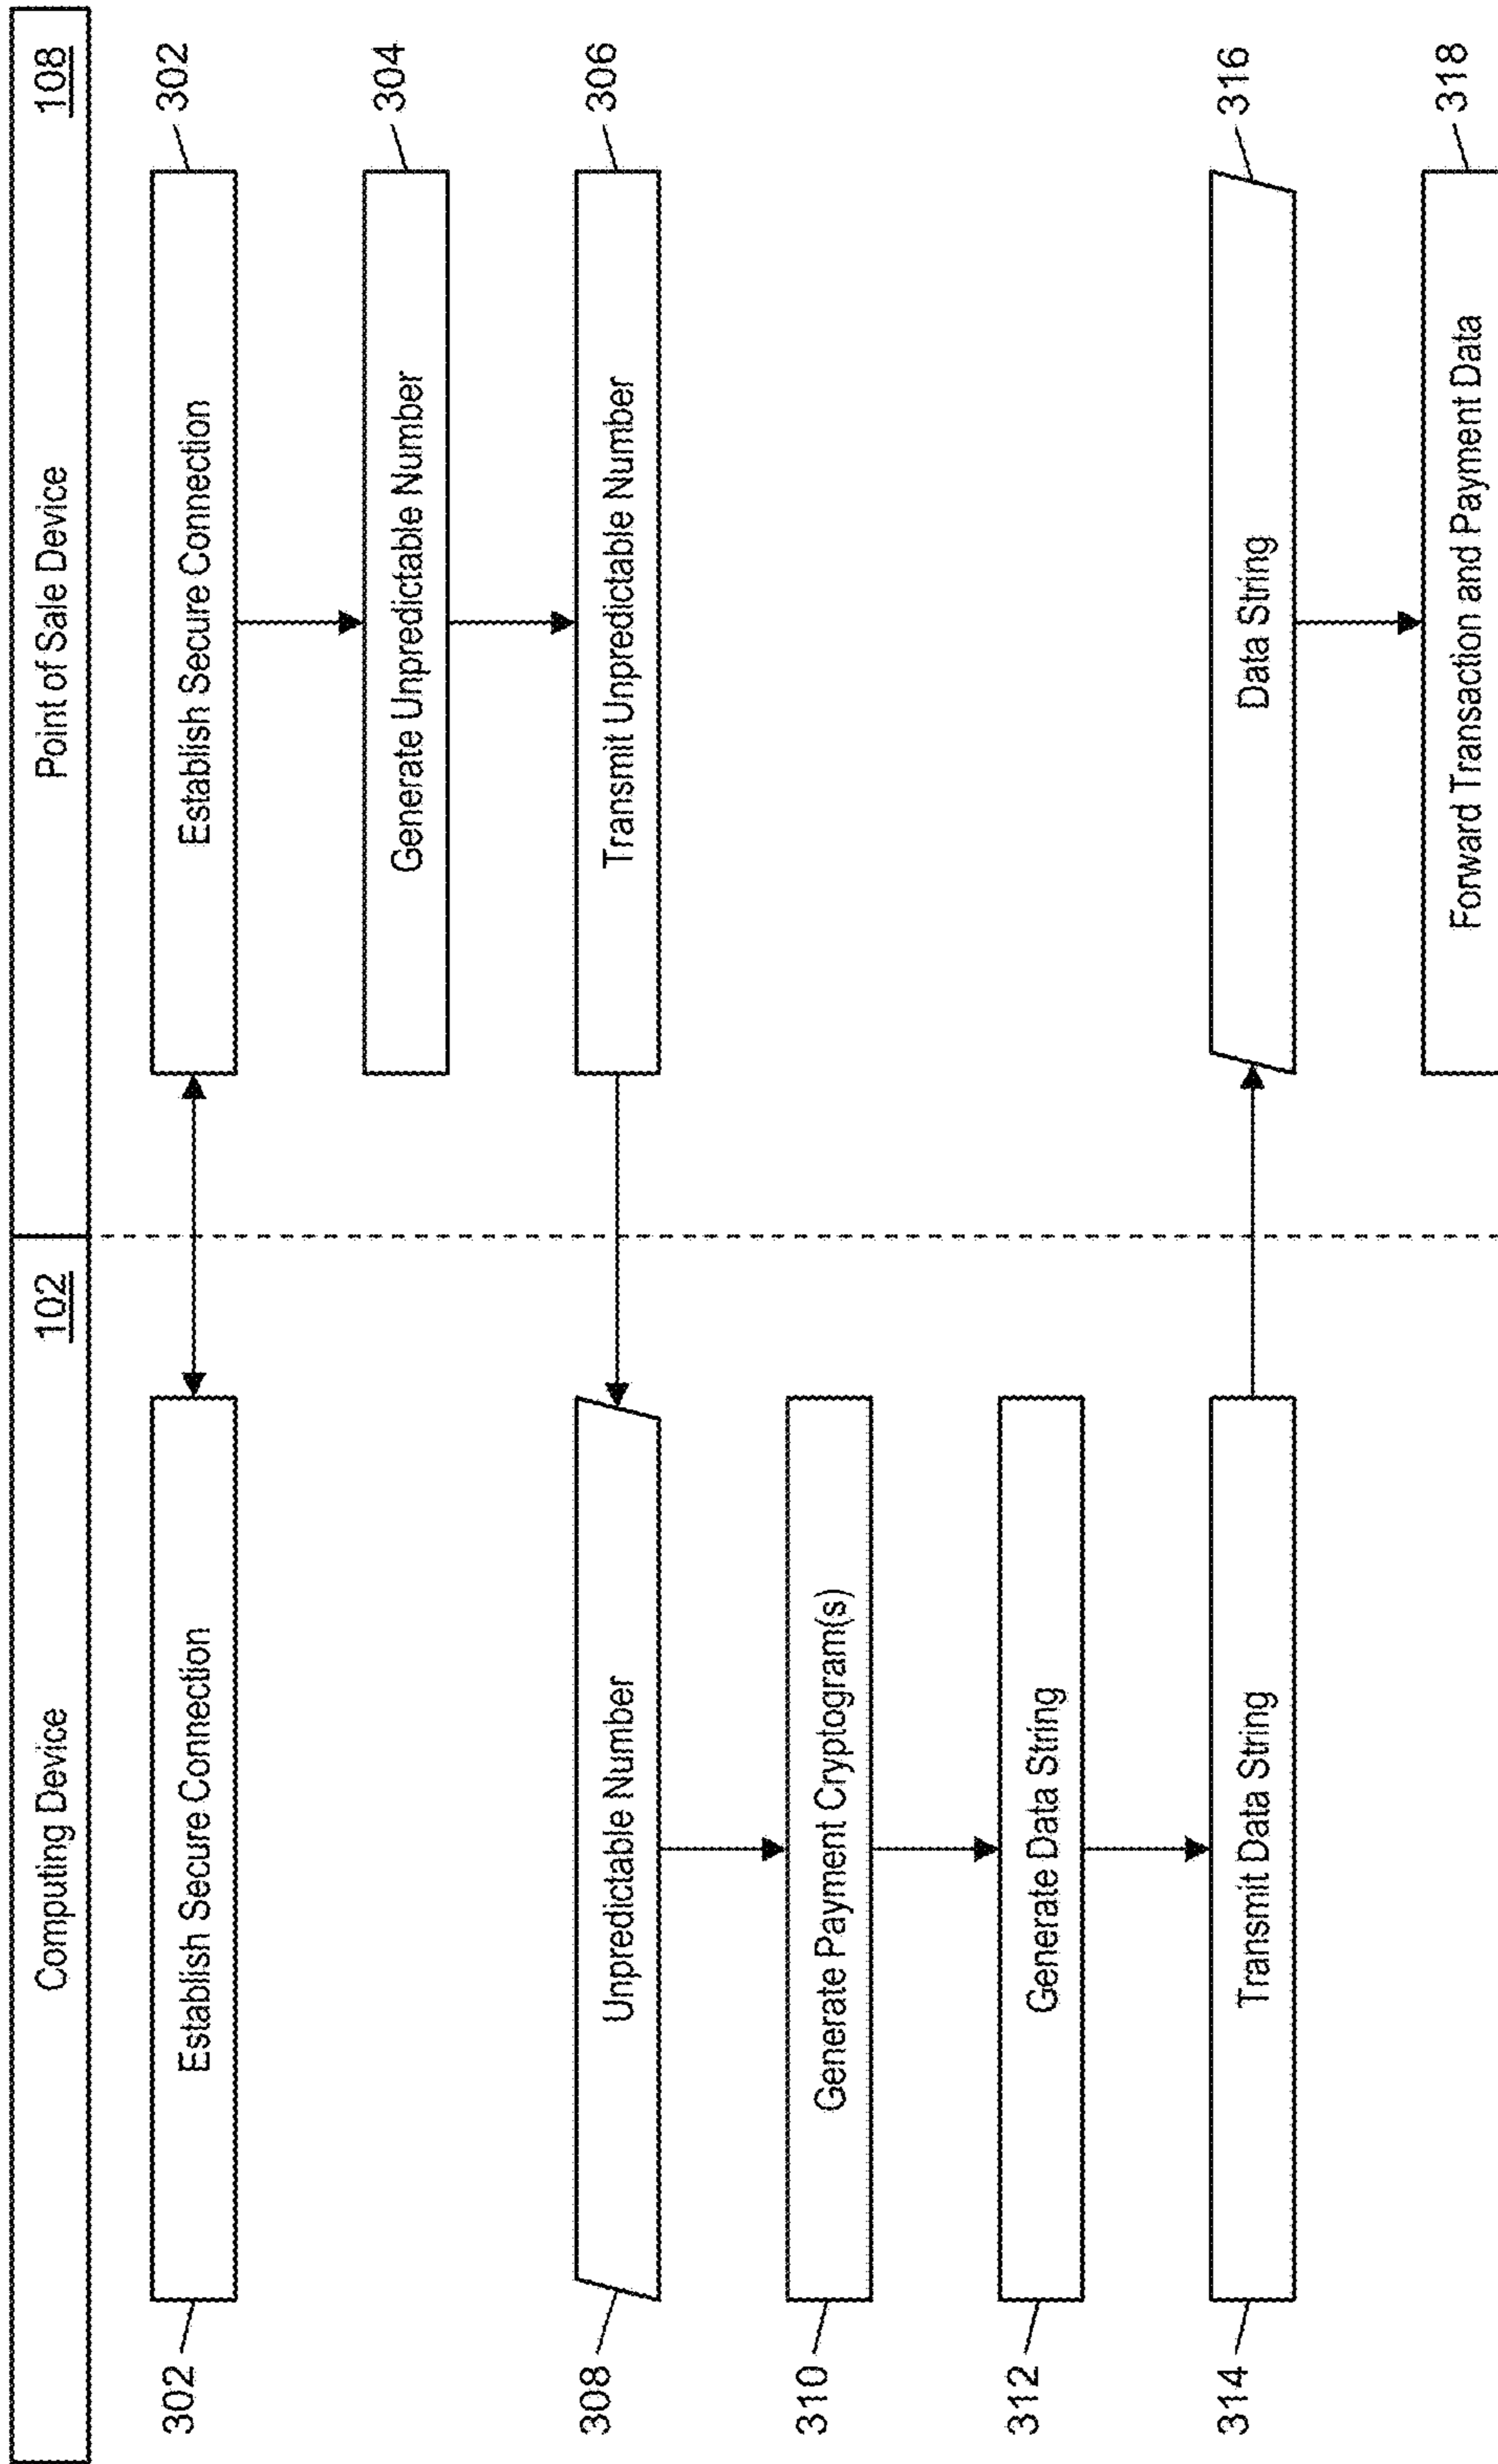 Computing Device 102
Point of Sale Device 108
302
Establish Secure Connection
Establish Secure Connection
302
Generate Unpredictable Number
304
308
Unpredictable Number
Transmit Unpredictable Number
306
310
Generate Payment Cryptogram(s)
312
Generate Data String
314
Transmit Data String
Data String
316
Forward Transaction and Payment Data
318